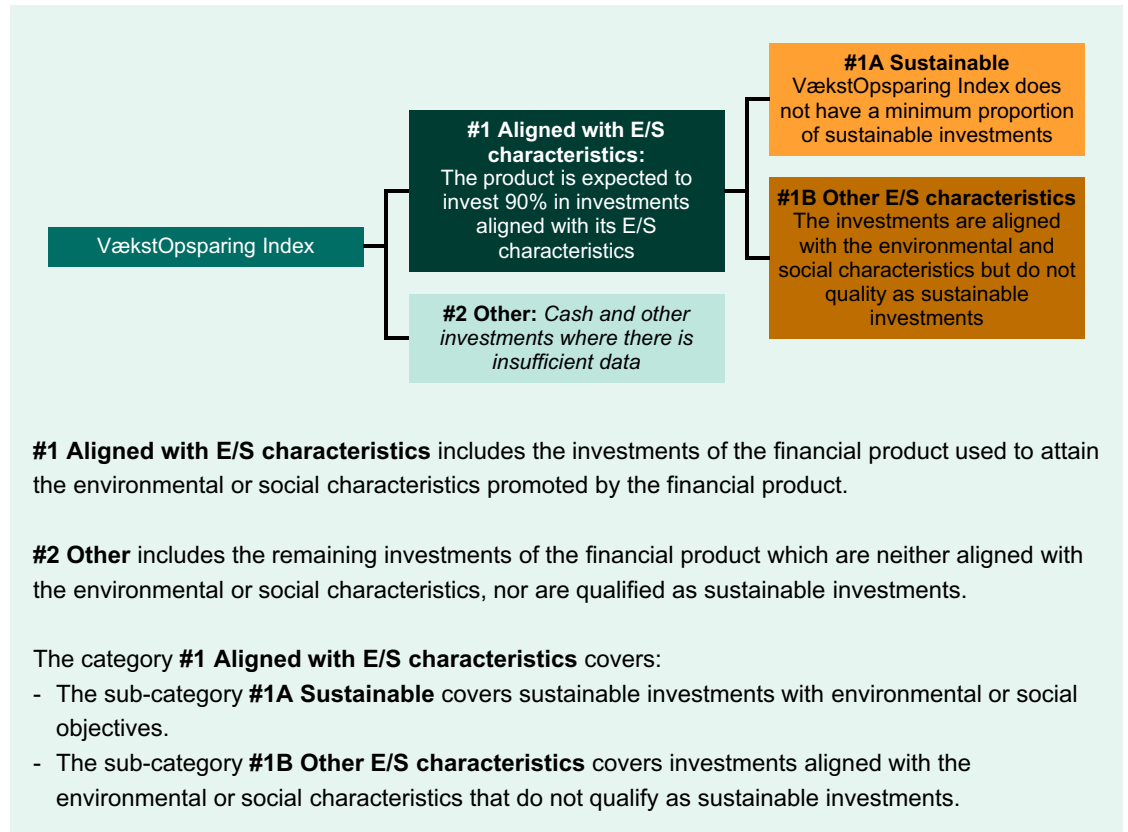 VækstOpsparing Index
#1 Aligned with E/S
characteristics:
The product is expected to
invest 90% in investments
aligned with its E/S
characteristics
#2 Other: Cash and other
investments where there is
insufficient data
#1A Sustainable
VækstOpsparing Index does
not have a minimum proportion
of sustainable investments
#1B Other E/S characteristics
The investments are aligned
with the environmental and
social characteristics but do not
quality as sustainable
investments
#1 Aligned with E/S characteristics includes the investments of the financial product used to attain
the environmental or social characteristics promoted by the financial product.
#2 Other includes the remaining investments of the financial product which are neither aligned with
the environmental or social characteristics, nor are qualified as sustainable investments.
The category #1 Aligned with E/S characteristics covers:
- The sub-category #1A Sustainable covers sustainable investments with environmental or social
objectives.
- The sub-category #1B Other E/S characteristics covers investments aligned with the
environmental or social characteristics that do not qualify as sustainable investments.